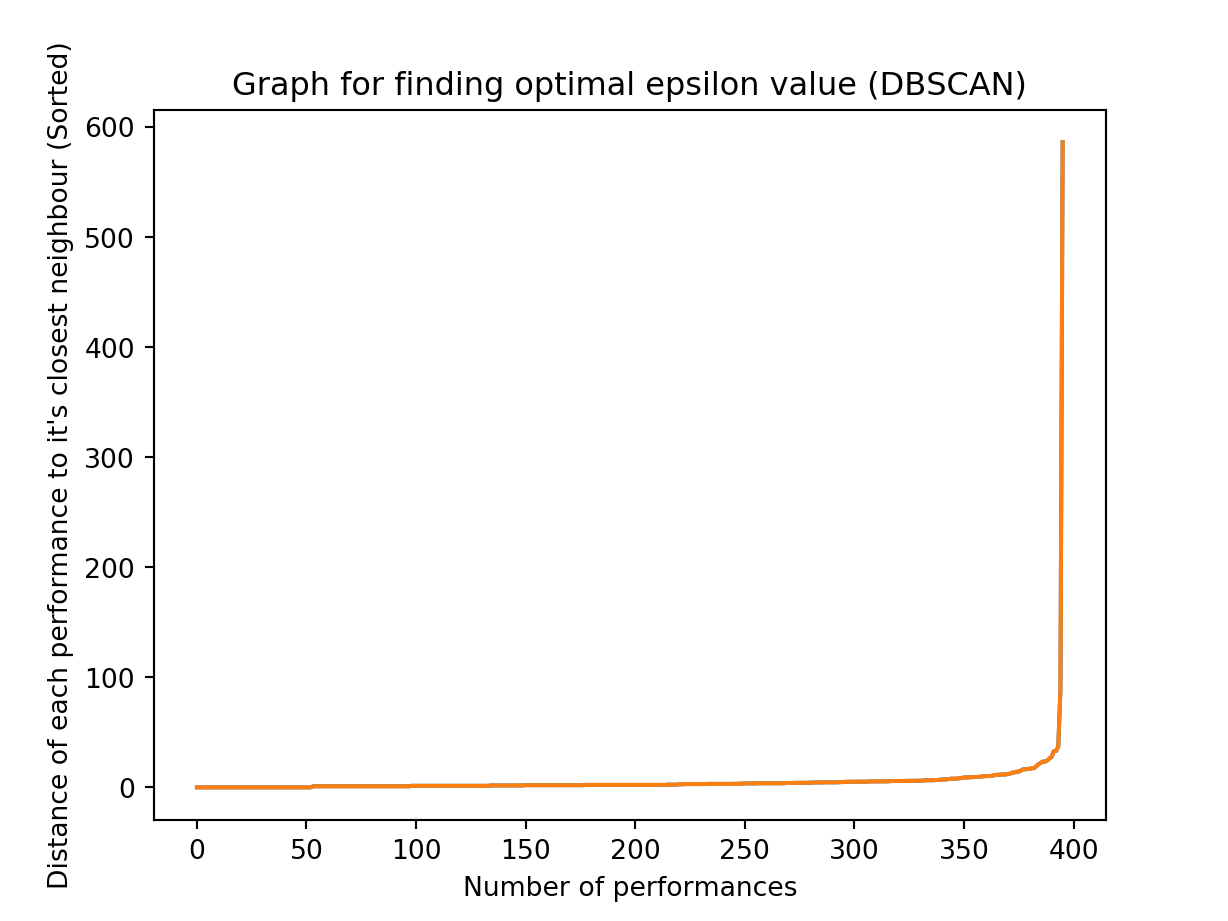 Graph for finding optimal epsilon value (DBSCAN)
Distance of each performance to it's closest neighbour (Sorted)
600
500
400
300
200
100
0
0 50 100 150 200 250 300 350 400
Number of performances